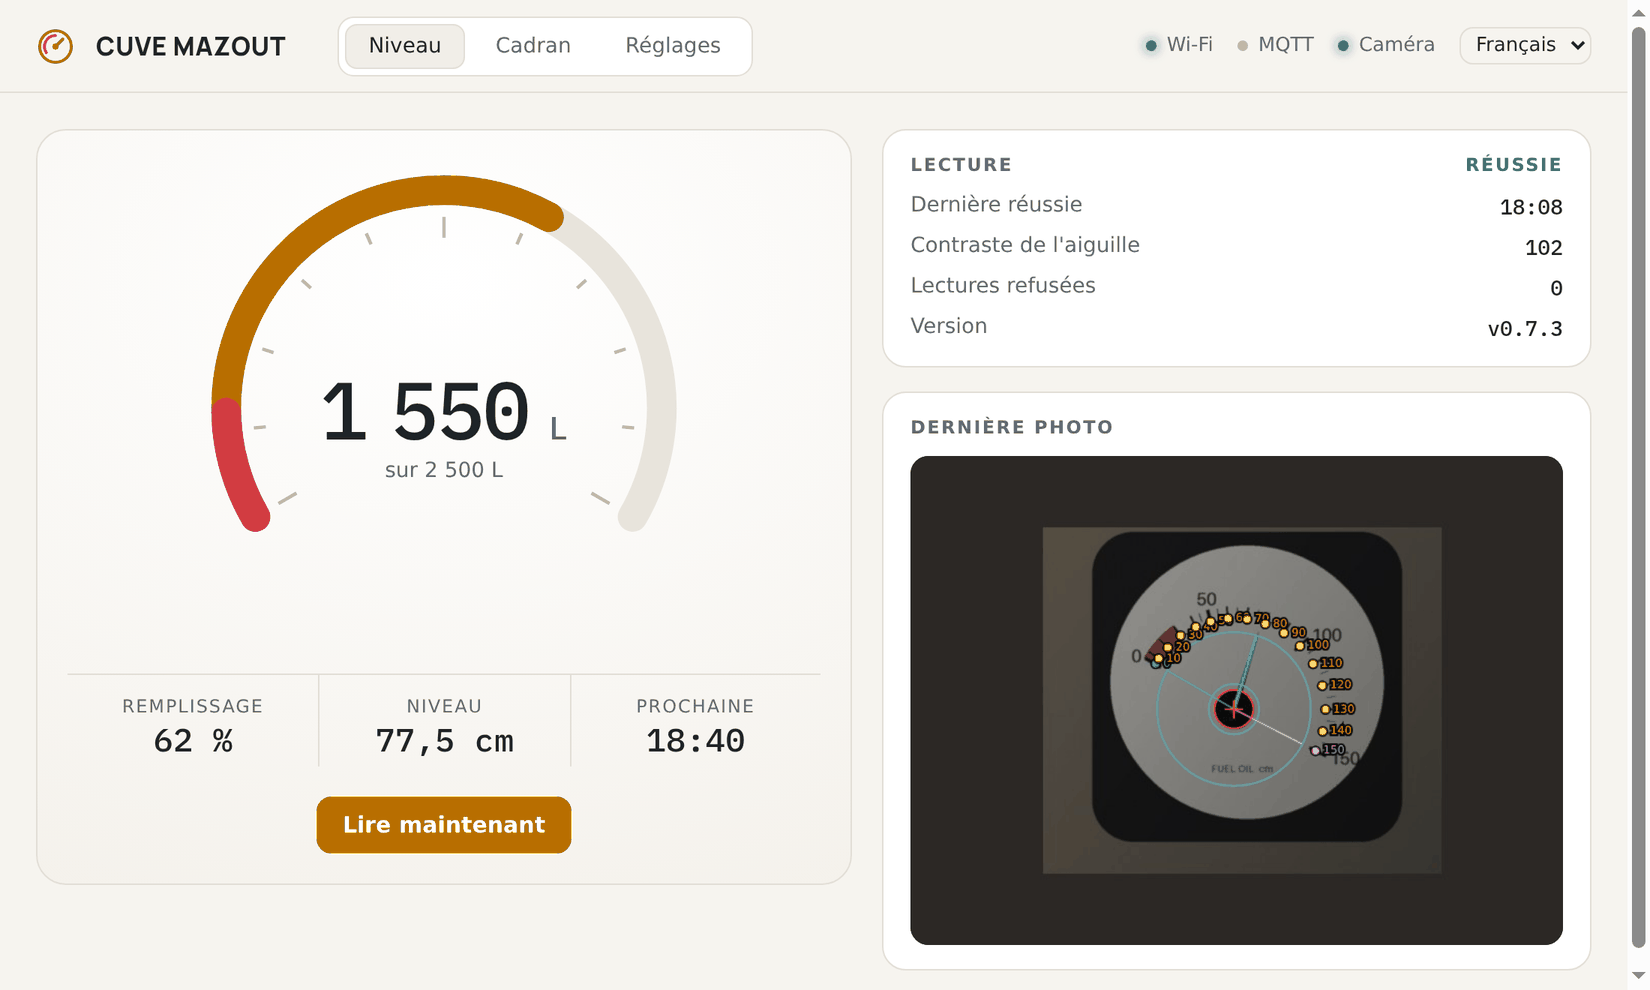 CUVE MAZOUT
Niveau
Cadran
Réglages
Wi-Fi
MQTT
Caméra
Français
1 550 L
sur 2 500 L
REMPLISSAGE
62 %
NIVEAU
77,5 cm
PROCHAINE
18:40
Lire maintenant
LECTURE
RÉUSSIE
Dernière réussie
18:08
Contraste de l'aiguille
102
Lectures refusées
0
Version
v0.7.3
DERNIÈRE PHOTO
0
50
100
150
10
20
30
80
90
100
110
120
130
140
150
FUEL OIL cm